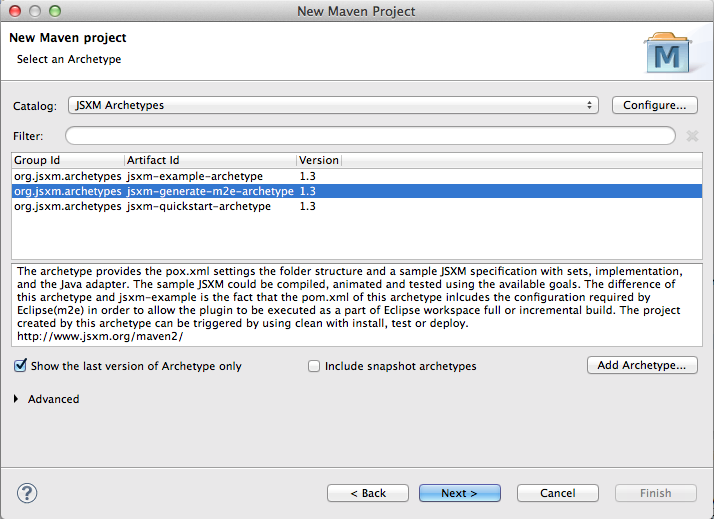 New Maven Project
New Maven project
Select an Archetype
M
Catalog: JSXM Archetypes Configure...
Filter:
Group Id Artifact Id Version
org.jsxm.archetypes jsxm-example-archetype 1.3
org.jsxm.archetypes jsxm-generate-m2e-archetype 1.3
org.jsxm.archetypes jsxm-quickstart-archetype 1.3
The archetype provides the pox.xml settings the folder structure and a sample JSXM specification with sets, implementation,
and the Java adapter. The sample JSXM could be compiled, animated and tested using the available goals. The difference of
this archetype and jsxm-example is the fact that the pom.xml of this archetype inlcudes the configuration required by
Eclipse(m2e) in order to allow the plugin to be executed as a part of Eclipse workspace full or incremental build. The project
created by this archetype can be triggered by using clean with install, test or deploy.
http://www.jsxm.org/maven2/
Show the last version of Archetype only Include snapshot archetypes Add Archetype...
Advanced
? < Back Next > Cancel Finish